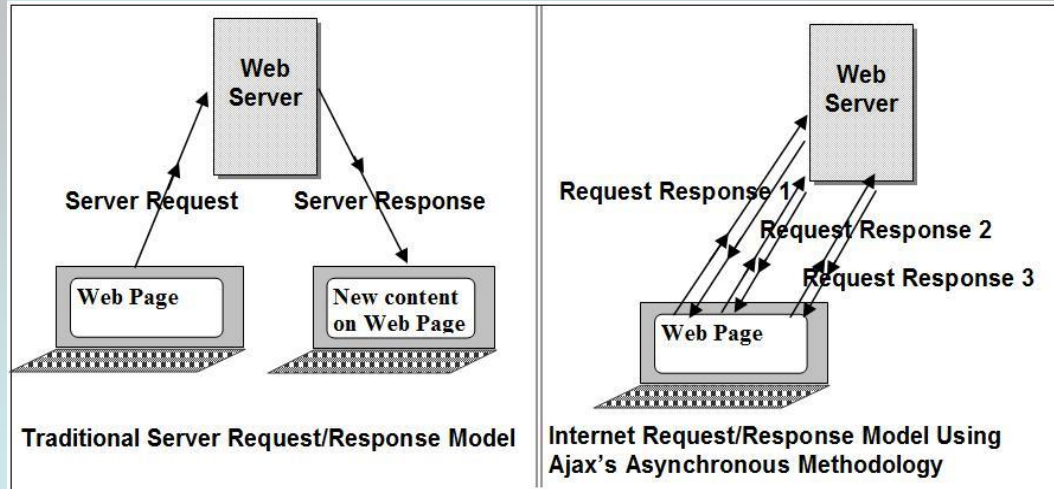 Web
Server
Server Request
Server Response
Web Page
New content
on Web Page
Traditional Server Request/Response Model
Web
Server
Request Response 1
Request Response 2
Request Response 3
Web Page
Internet Request/Response Model Using
Ajax's Asynchronous Methodology